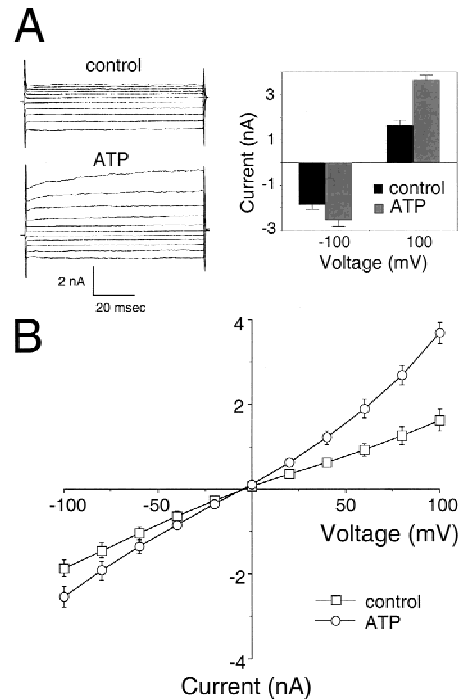 A
control
ATP
2 nA
20 msec
Current (nA)
3
1
-1
-3
control
ATP
-100 100
Voltage (mV)
B
4
2
-100 -50 50 100
Voltage (mV)
-2
control
ATP
-4
Current (nA)